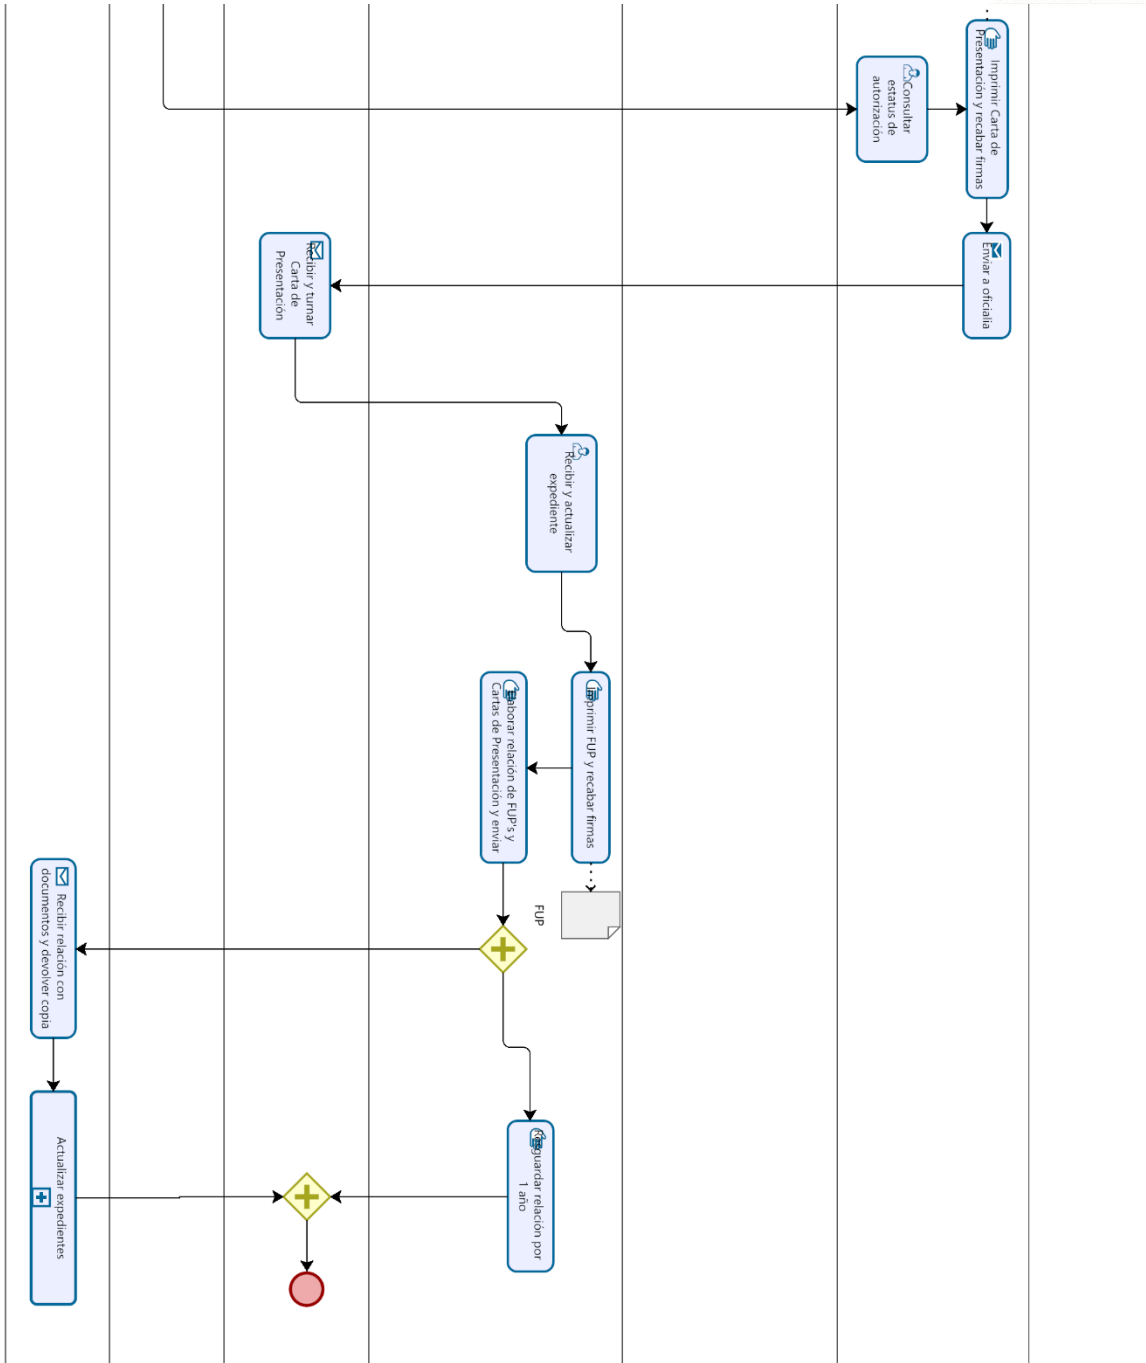 Imprimir Carta de
Presentación y recabar firmas
Consultar
estatus de
autorización
Enviar a oficialia
Recibir y turnar
Carta de
Presentación
Recibir y actualizar
expediente
Imprimir FUP y recabar firmas
Elaborar relación de FUP's y
Cartas de Presentación y enviar
FUP
Recibir relación con
documentos y devolver copia
Resguardar relación por
1 año
Actualizar expedientes